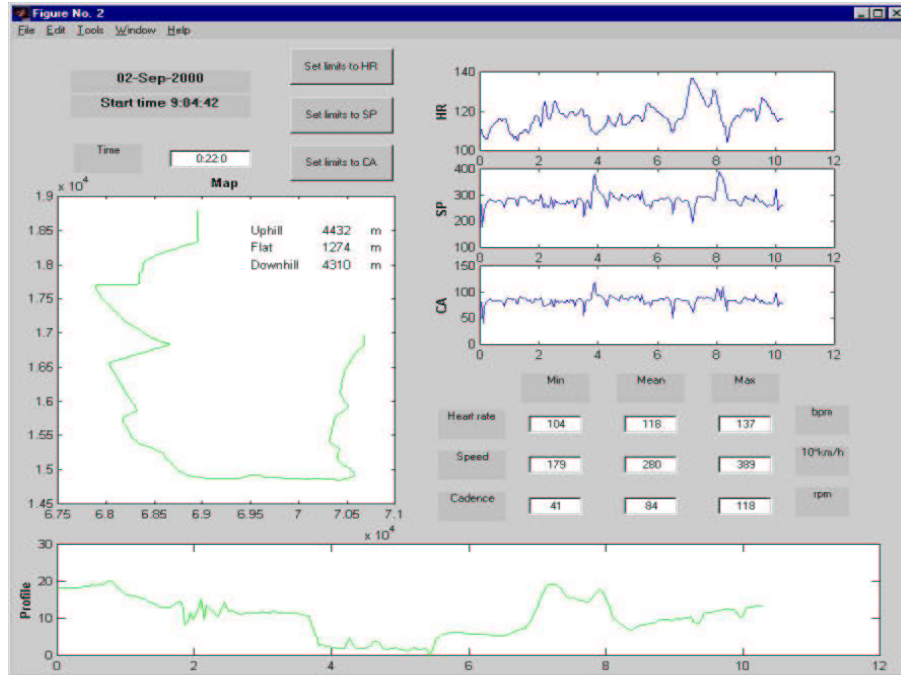 Figure No. 2
File Edit Tools Window Help
02-Sep-2000
Start time 9:04:42
Time 0:22:0
Set limits to HR
Set limits to SP
Set limits to CA
Map
x 10^4
1.9
1.85
1.8
1.75
1.7
1.65
1.6
1.55
1.5
1.45
6.75 6.8 6.85 6.9 6.95 7 7.05 7.1
x 10^4
Uphill 4432 m
Flat 1274 m
Downhill 4310 m
HR
140
120
100
0 2 4 6 8 10 12
SP
400
300
200
100
0 2 4 6 8 10 12
CA
150
100
50
0
0 2 4 6 8 10 12
Min Mean Max
Heart rate 104 118 137 bpm
Speed 179 280 389 10*km/h
Cadence 41 84 118 rpm
Profile
30
20
10
0
0 2 4 6 8 10 12